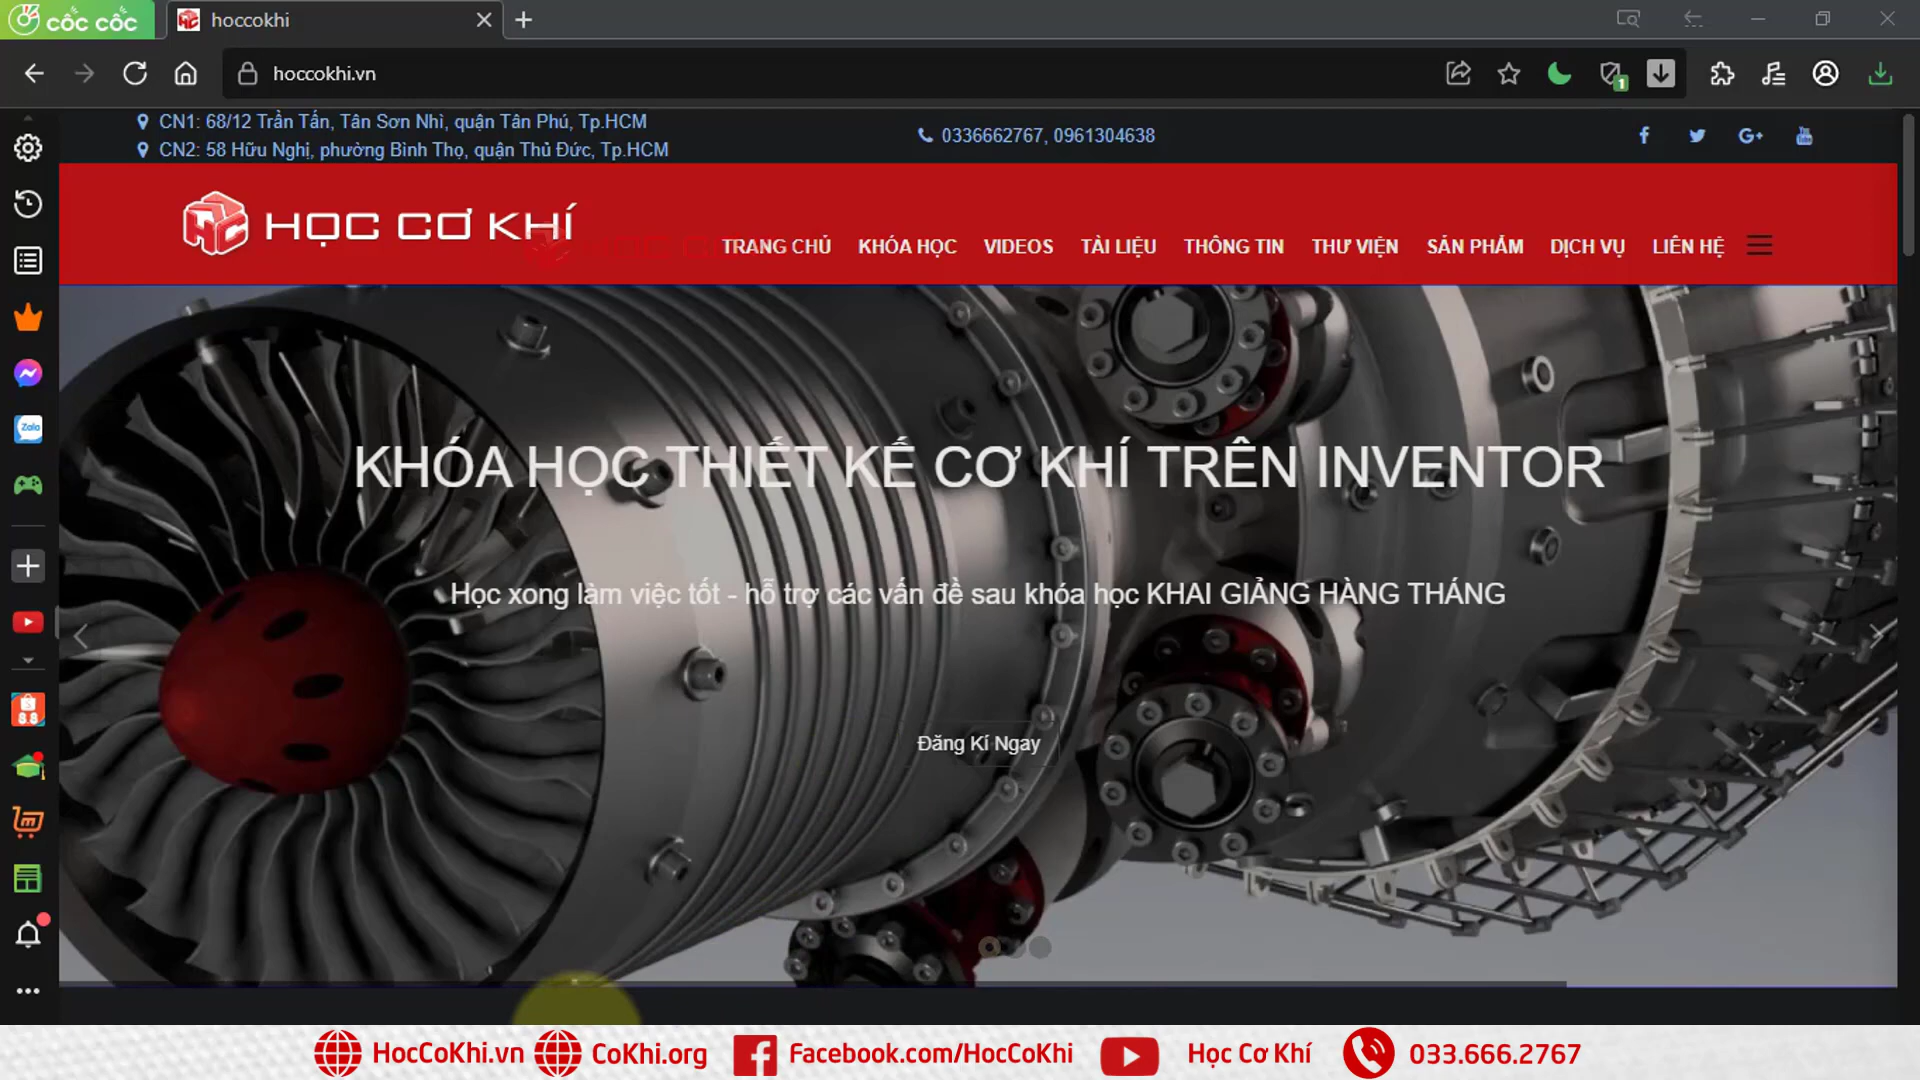 cốc cốc
hoccokhi
hoccokhi.vn
1
CN1: 68/12 Trần Tấn, Tân Sơn Nhì, quận Tân Phú, Tp.HCM
CN2: 58 Hữu Nghị, phường Bình Thọ, quận Thủ Đức, Tp.HCM
0336662767, 0961304638
HỌC CƠ KHÍ
TRANG CHỦ KHÓA HỌC VIDEOS TÀI LIỆU THÔNG TIN THƯ VIỆN SẢN PHẨM DỊCH VỤ LIÊN HỆ
Zalo
KHÓA HỌC THIẾT KẾ CƠ KHÍ TRÊN INVENTOR
Học xong làm việc tốt - hỗ trợ các vấn đề sau khóa học KHAI GIẢNG HÀNG THÁNG
8.8
Đăng Kí Ngay
HocCoKhi.vn CoKhi.org Facebook.com/HocCoKhi Học Cơ Khí 033.666.2767